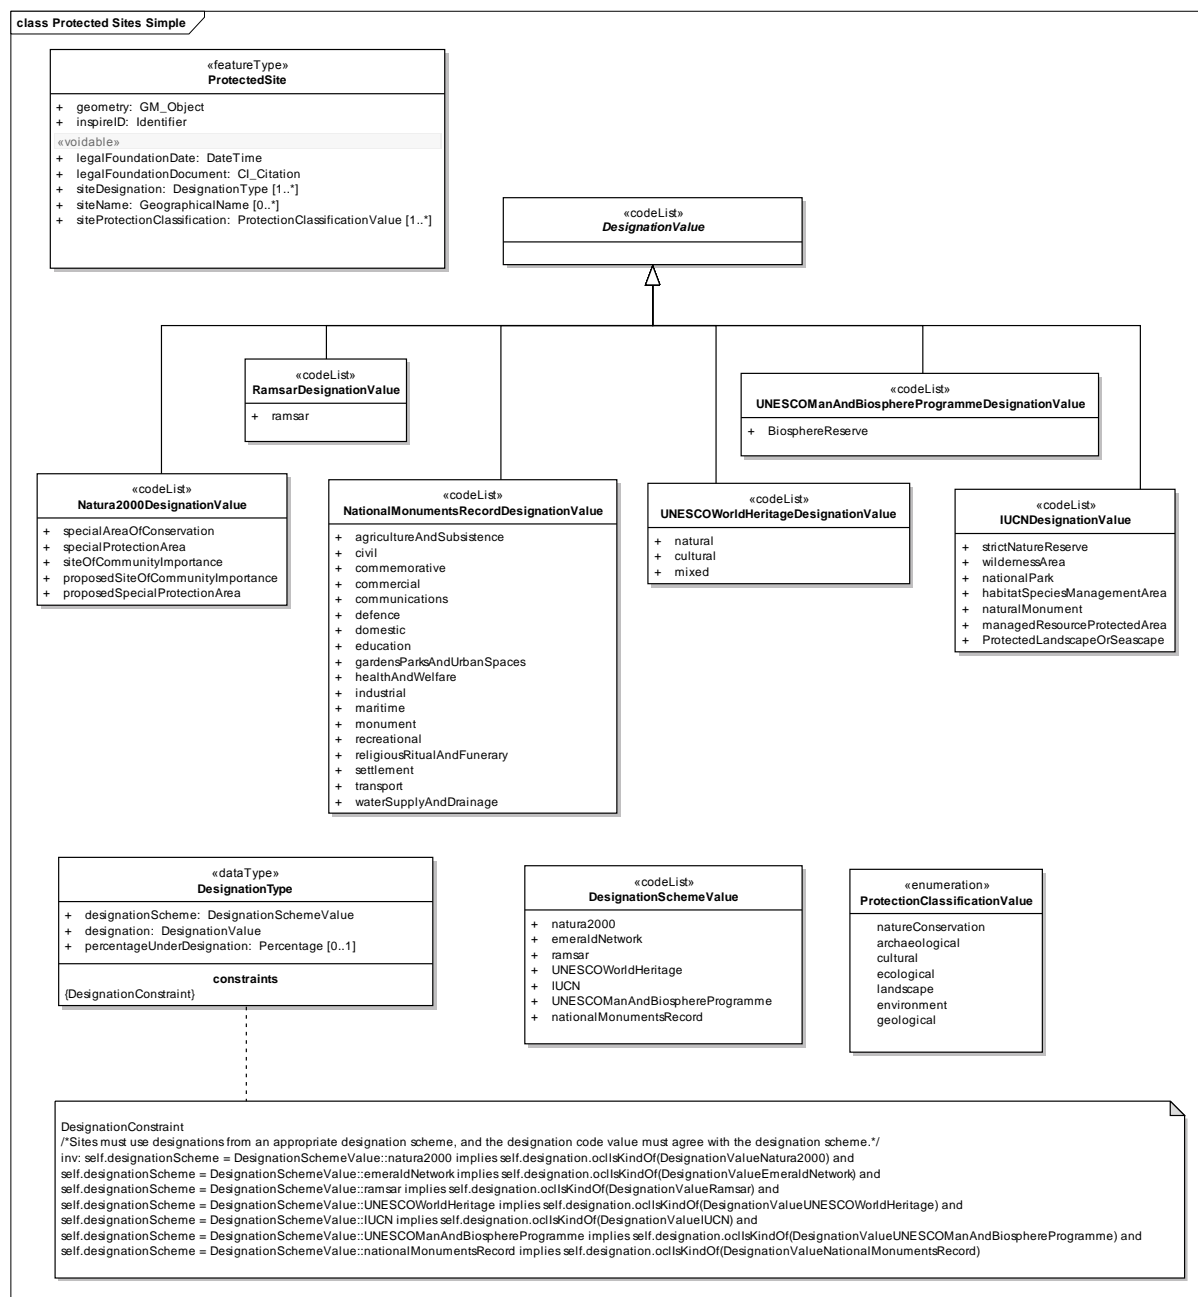 class Protected Sites Simple
«featureType»
ProtectedSite
+ geometry: GM_Object
+ inspireID: Identifier
«voidable»
+ legalFoundationDate: DateTime
+ legalFoundationDocument: CI_Citation
+ siteDesignation: DesignationType [1..*]
+ siteName: GeographicalName [0..*]
+ siteProtectionClassification: ProtectionClassificationValue [1..*]
«codeList»
DesignationValue
«codeList»
RamsarDesignationValue
+ ramsar
«codeList»
UNESCOManAndBiosphereProgrammeDesignationValue
+ BiosphereReserve
«codeList»
Natura2000DesignationValue
+ specialAreaOfConservation
+ specialProtectionArea
+ siteOfCommunityImportance
+ proposedSiteOfCommunityImportance
+ proposedSpecialProtectionArea
«codeList»
NationalMonumentsRecordDesignationValue
+ agricultureAndSubsistence
+ civil
+ commemorative
+ commercial
+ communications
+ defence
+ domestic
+ education
+ gardensParksAndUrbanSpaces
+ healthAndWelfare
+ industrial
+ maritime
+ monument
+ recreational
+ religiousRitualAndFunerary
+ settlement
+ transport
+ waterSupplyAndDrainage
«codeList»
UNESCOWorldHeritageDesignationValue
+ natural
+ cultural
+ mixed
«codeList»
IUCNDesignationValue
+ strictNatureReserve
+ wildernessArea
+ nationalPark
+ habitatSpeciesManagementArea
+ naturalMonument
+ managedResourceProtectedArea
+ ProtectedLandscapeOrSeascape
«dataType»
DesignationType
+ designationScheme: DesignationSchemeValue
+ designation: DesignationValue
+ percentageUnderDesignation: Percentage [0..1]
constraints
{DesignationConstraint}
«codeList»
DesignationSchemeValue
+ natura2000
+ emeraldNetwork
+ ramsar
+ UNESCOWorldHeritage
+ IUCN
+ UNESCOManAndBiosphereProgramme
+ nationalMonumentsRecord
«enumeration»
ProtectionClassificationValue
natureConservation
archaeological
cultural
ecological
landscape
environment
geological
DesignationConstraint
/*Sites must use designations from an appropriate designation scheme, and the designation code value must agree with the designation scheme.*/
inv: self.designationScheme = DesignationSchemeValue::natura2000 implies self.designation.oclIsKindOf(DesignationValueNatura2000) and
self.designationScheme = DesignationSchemeValue::emeraldNetwork implies self.designation.oclIsKindOf(DesignationValueEmeraldNetwork) and
self.designationScheme = DesignationSchemeValue::ramsar implies self.designation.oclIsKindOf(DesignationValueRamsar) and
self.designationScheme = DesignationSchemeValue::UNESCOWorldHeritage implies self.designation.oclIsKindOf(DesignationValueUNESCOWorldHeritage) and
self.designationScheme = DesignationSchemeValue::IUCN implies self.designation.oclIsKindOf(DesignationValueIUCN) and
self.designationScheme = DesignationSchemeValue::UNESCOManAndBiosphereProgramme implies self.designation.oclIsKindOf(DesignationValueUNESCOManAndBiosphereProgramme) and
self.designationScheme = DesignationSchemeValue::nationalMonumentsRecord implies self.designation.oclIsKindOf(DesignationValueNationalMonumentsRecord)